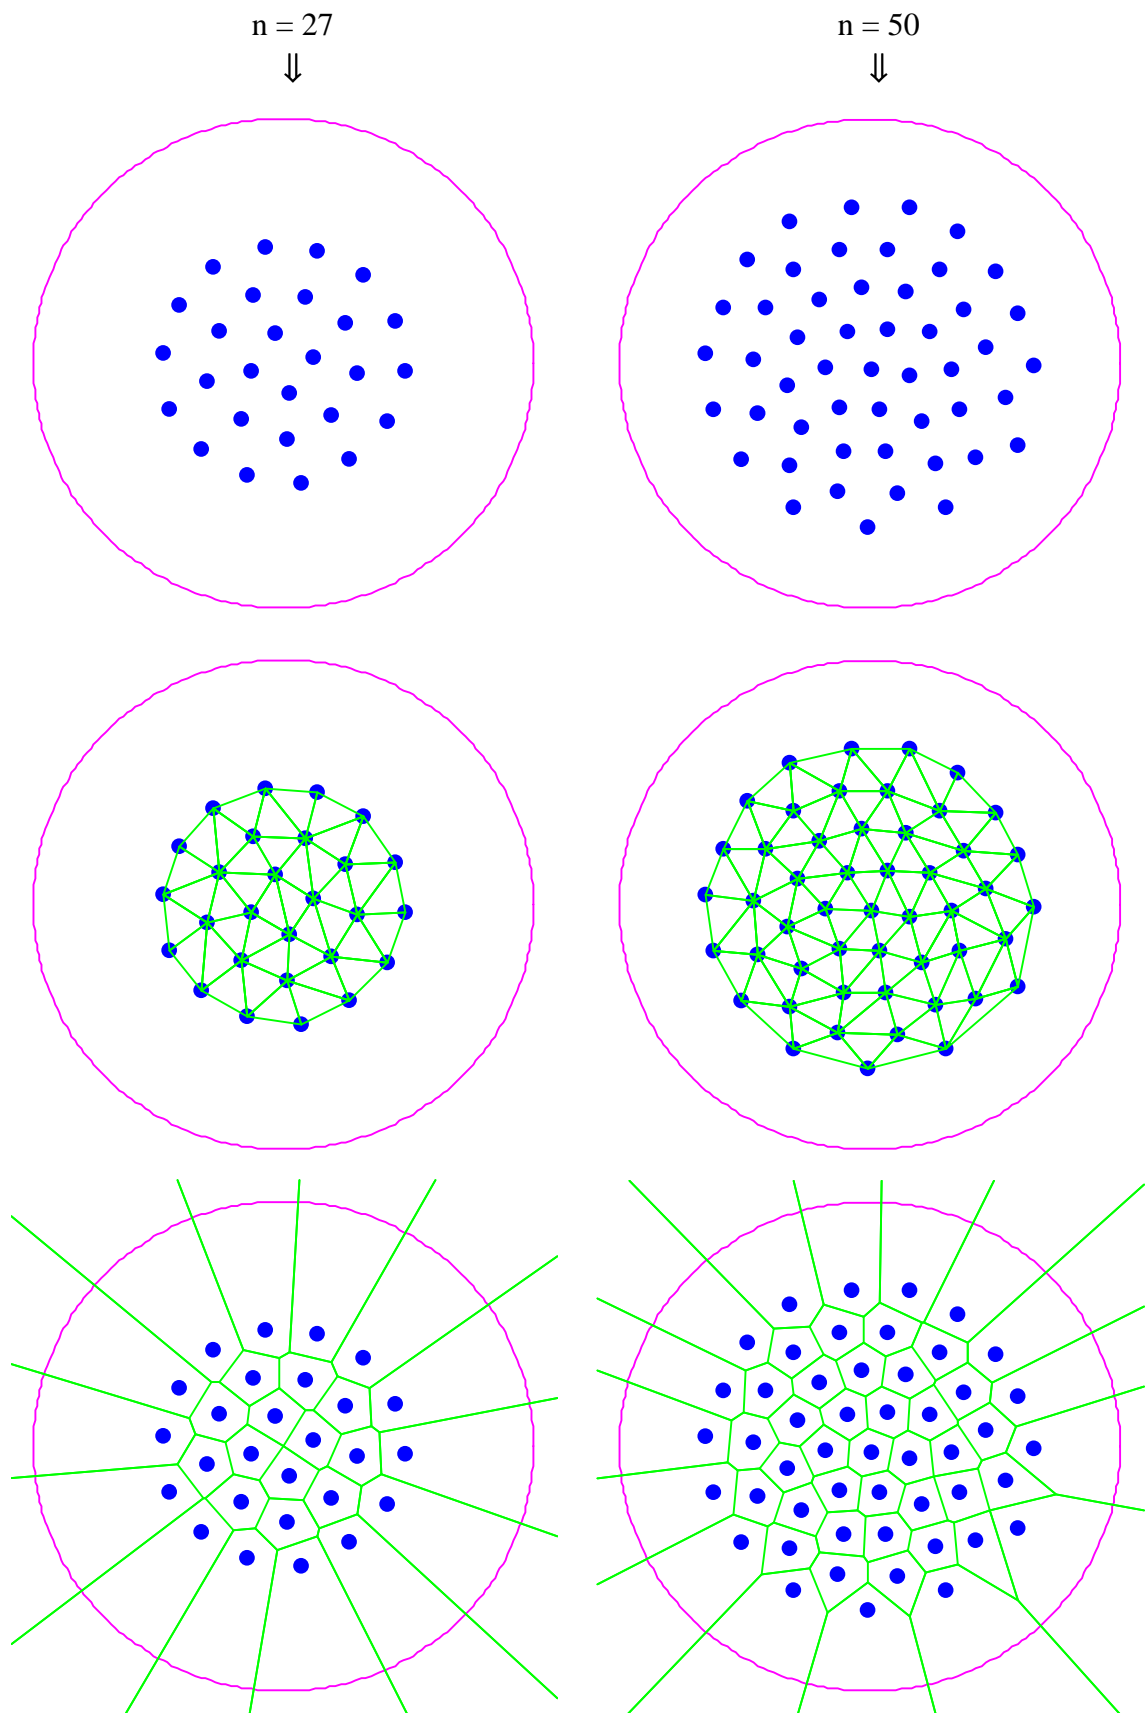 n = 27
n = 50
⇓
⇓